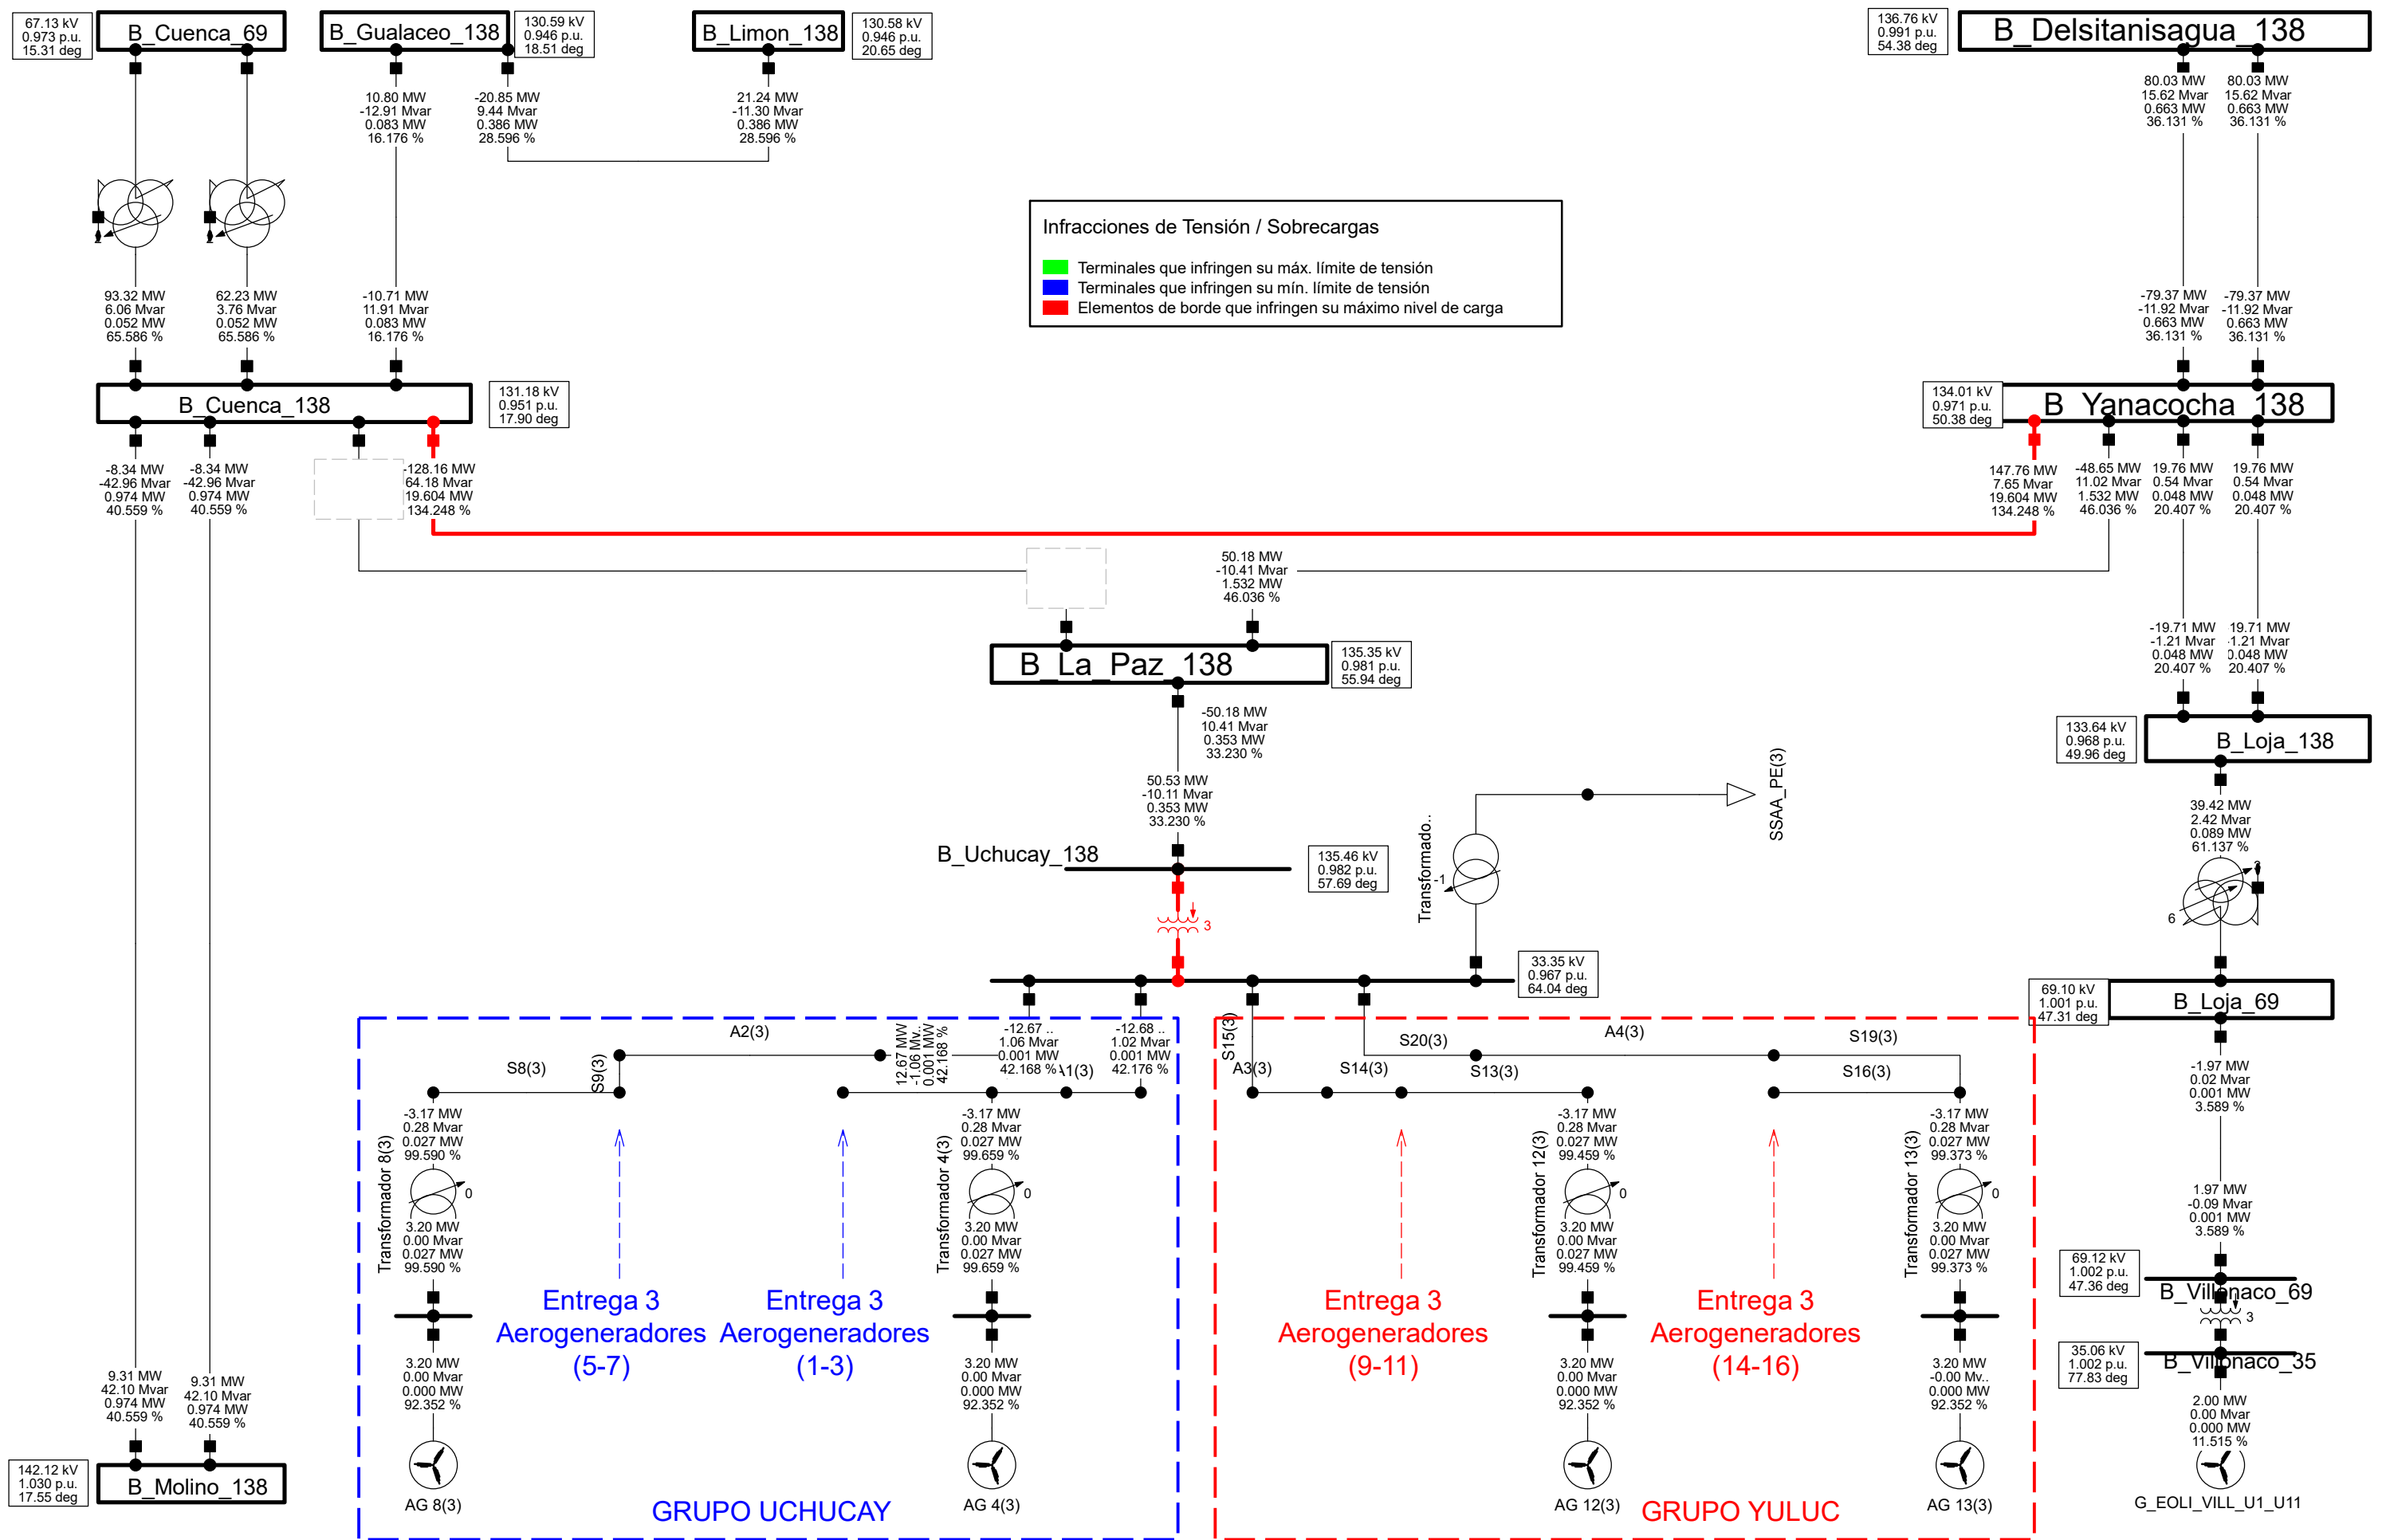 67.13 kV
0.973 p.u.
15.31 deg
B_Cuenca_69
B_Gualaceo_138
130.59 kV
0.946 p.u.
18.51 deg
B_Limon_138
130.58 kV
0.946 p.u.
20.65 deg
136.76 kV
0.991 p.u.
54.38 deg
B_Delsitanisagua_138
10.80 MW
-12.91 Mvar
0.083 MW
16.176 %
-20.85 MW
9.44 Mvar
0.386 MW
28.596 %
21.24 MW
-11.30 Mvar
0.386 MW
28.596 %
80.03 MW
15.62 Mvar
0.663 MW
36.131 %
80.03 MW
15.62 Mvar
0.663 MW
36.131 %
Infracciones de Tensión / Sobrecargas
Terminales que infringen su máx. límite de tensión
Terminales que infringen su mín. límite de tensión
Elementos de borde que infringen su máximo nivel de carga
93.32 MW
6.06 Mvar
0.052 MW
65.586 %
62.23 MW
3.76 Mvar
0.052 MW
65.586 %
-10.71 MW
11.91 Mvar
0.083 MW
16.176 %
-79.37 MW
-11.92 Mvar
0.663 MW
36.131 %
-79.37 MW
-11.92 Mvar
0.663 MW
36.131 %
B_Cuenca_138
131.18 kV
0.951 p.u.
17.90 deg
134.01 kV
0.971 p.u.
50.38 deg
B_Yanacocha_138
-8.34 MW
-42.96 Mvar
0.974 MW
40.559 %
-8.34 MW
-42.96 Mvar
0.974 MW
40.559 %
-128.16 MW
64.18 Mvar
19.604 MW
134.248 %
147.76 MW
7.65 Mvar
19.604 MW
134.248 %
-48.65 MW
11.02 Mvar
1.532 MW
46.036 %
19.76 MW
0.54 Mvar
0.048 MW
20.407 %
19.76 MW
0.54 Mvar
0.048 MW
20.407 %
50.18 MW
-10.41 Mvar
1.532 MW
46.036 %
B_La_Paz_138
135.35 kV
0.981 p.u.
55.94 deg
-19.71 MW
-1.21 Mvar
0.048 MW
20.407 %
19.71 MW
1.21 Mvar
0.048 MW
20.407 %
-50.18 MW
10.41 Mvar
0.353 MW
33.230 %
133.64 kV
0.968 p.u.
49.96 deg
B_Loja_138
50.53 MW
-10.11 Mvar
0.353 MW
33.230 %
SSAA_PE(3)
Transformado..
-1
39.42 MW
2.42 Mvar
0.089 MW
61.137 %
B_Uchucay_138
135.46 kV
0.982 p.u.
57.69 deg
3
6
33.35 kV
0.967 p.u.
64.04 deg
69.10 kV
1.001 p.u.
47.31 deg
B_Loja_69
A2(3)
S8(3)
S9(3)
12.67 MW
-1.06 Mv..
0.001 MW
42.168 %
-12.67 ..
1.06 Mvar
0.001 MW
42.168 %
-12.68 ..
1.02 Mvar
0.001 MW
42.176 %
S15(3)
A3(3)
S14(3)
S20(3)
S13(3)
A4(3)
S19(3)
S16(3)
-3.17 MW
0.28 Mvar
0.027 MW
99.590 %
Transformador 8(3)
0
3.20 MW
0.00 Mvar
0.027 MW
99.590 %
-3.17 MW
0.28 Mvar
0.027 MW
99.659 %
Transformador 4(3)
0
3.20 MW
0.00 Mvar
0.027 MW
99.659 %
-3.17 MW
0.28 Mvar
0.027 MW
99.459 %
Transformador 12(3)
0
3.20 MW
0.00 Mvar
0.027 MW
99.459 %
-3.17 MW
0.28 Mvar
0.027 MW
99.373 %
Transformador 13(3)
0
3.20 MW
0.00 Mvar
0.027 MW
99.373 %
-1.97 MW
0.02 Mvar
0.001 MW
3.589 %
1.97 MW
-0.09 Mvar
0.001 MW
3.589 %
69.12 kV
1.002 p.u.
47.36 deg
B_Villonaco_69
3
35.06 kV
1.002 p.u.
77.83 deg
B_Villonaco_35
Entrega 3
Aerogeneradores
(5-7)
Entrega 3
Aerogeneradores
(1-3)
Entrega 3
Aerogeneradores
(9-11)
Entrega 3
Aerogeneradores
(14-16)
3.20 MW
0.00 Mvar
0.000 MW
92.352 %
3.20 MW
0.00 Mvar
0.000 MW
92.352 %
3.20 MW
0.00 Mvar
0.000 MW
92.352 %
3.20 MW
-0.00 Mv..
0.000 MW
92.352 %
2.00 MW
0.00 Mvar
0.000 MW
11.515 %
9.31 MW
42.10 Mvar
0.974 MW
40.559 %
9.31 MW
42.10 Mvar
0.974 MW
40.559 %
142.12 kV
1.030 p.u.
17.55 deg
B_Molino_138
AG 8(3)
GRUPO UCHUCAY
AG 4(3)
AG 12(3)
GRUPO YULUC
AG 13(3)
G_EOLI_VILL_U1_U11